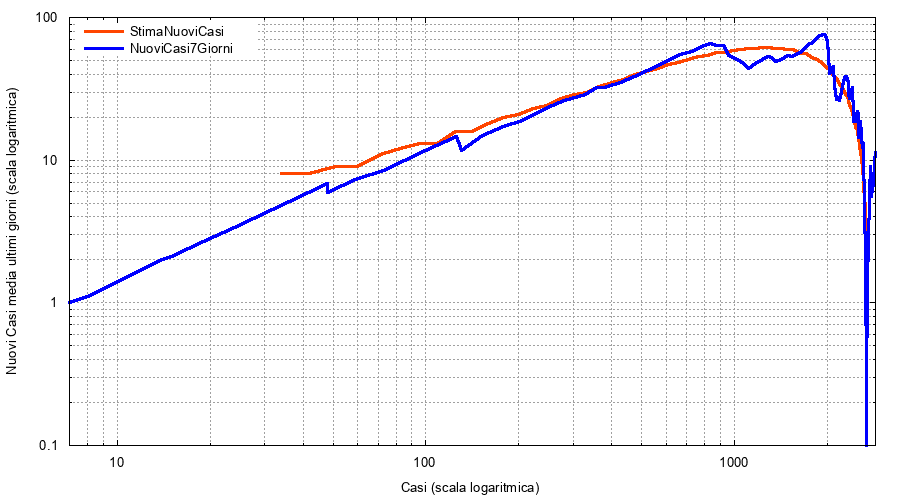 100
StimaNuoviCasi
NuoviCasi7Giorni
10
1
0.1
Nuovi Casi media ultimi giorni (scala logaritmica)
10
100
1000
Casi (scala logaritmica)